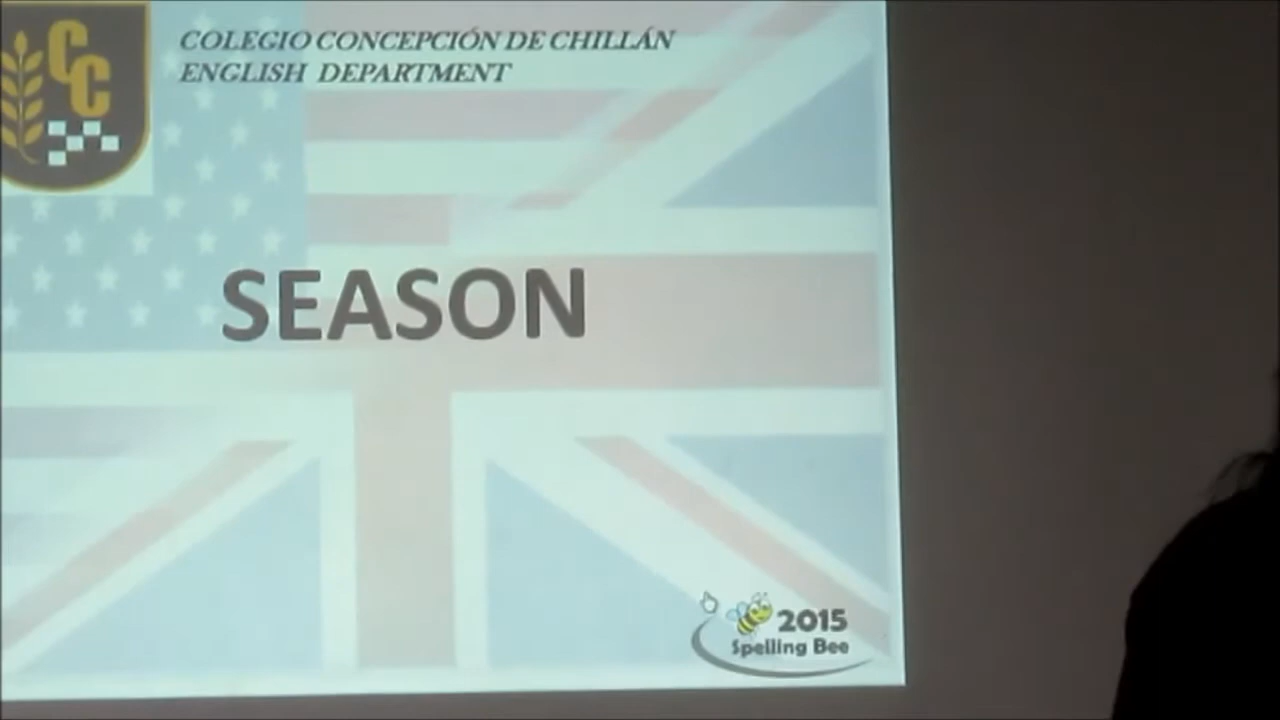 CC
COLEGIO CONCEPCIÓN DE CHILLÁN
ENGLISH DEPARTMENT
SEASON
2015
Spelling Bee